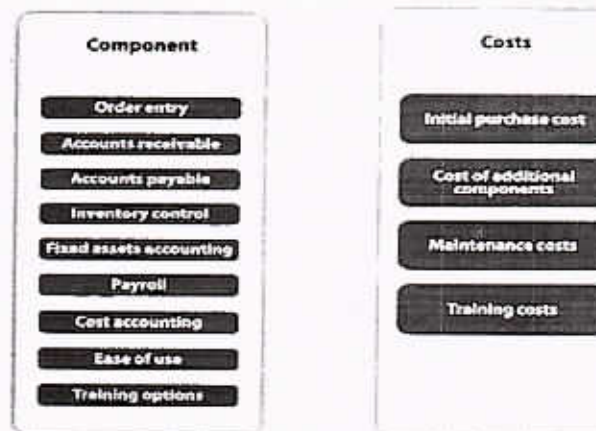 Component
Order entry
Accounts receivable
Accounts payable
Inventory control
Fixed assets accounting
Payroll
Cost accounting
Ease of use
Training options
Costs
Initial purchase cost
Cost of additional
components
Maintenance costs
Training costs